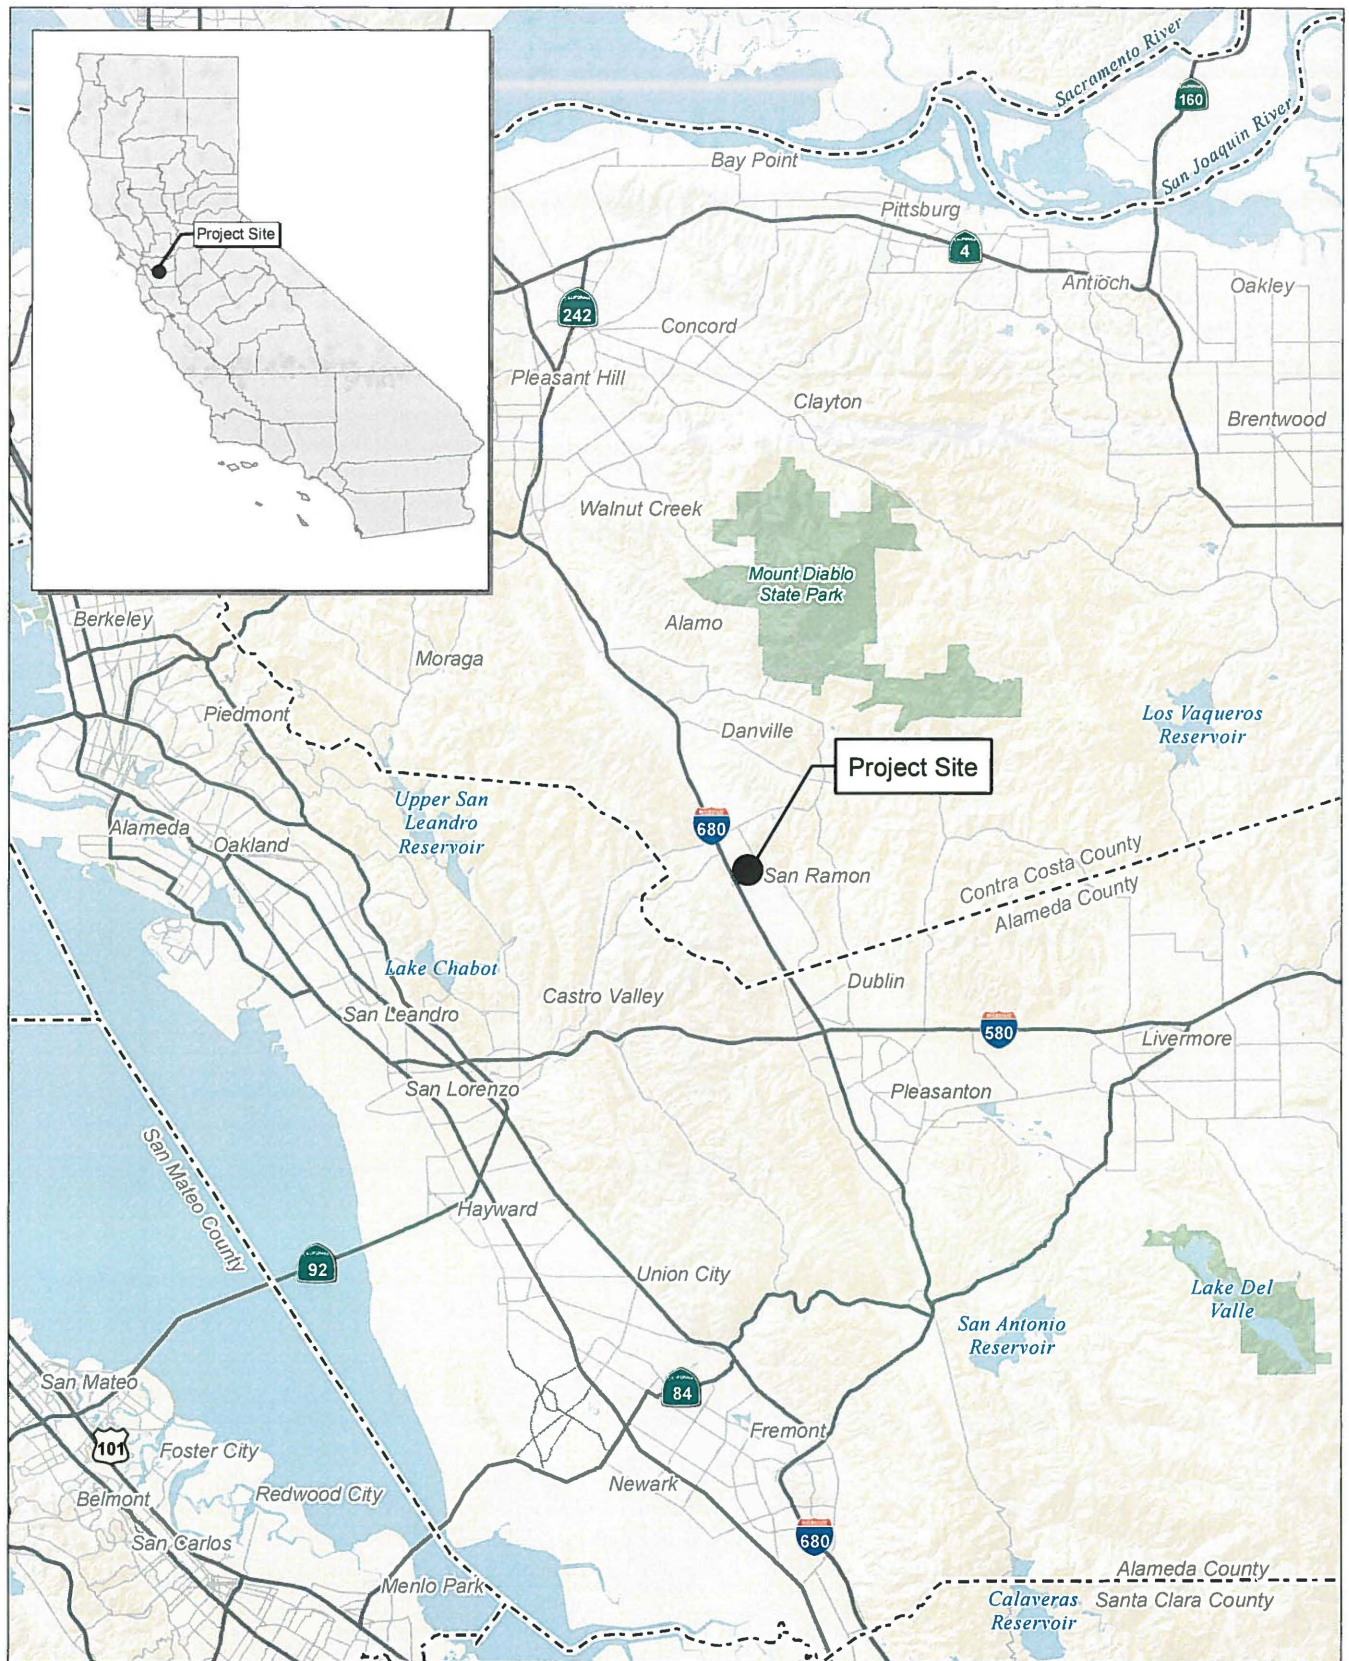 Sacramento River
160
San Joaquin River
Bay Point
Pittsburg
4
Project Site
Antioch
Oakley
242
Concord
Pleasant Hill
Clayton
Brentwood
Walnut Creek
Mount Diablo
State Park
Berkeley
Alamo
Moraga
Piedmont
Los Vaqueros
Reservoir
Danville
Project Site
Upper San
Leandro
Reservoir
680
Alameda
Oakland
San Ramon
Contra Costa County
Alameda County
Lake Chabot
Dublin
Castro Valley
San Leandro
580
Livermore
San Lorenzo
Pleasanton
San Mateo County
Hayward
92
Union City
Lake Del
Valle
San Antonio
Reservoir
San Mateo
84
101
Foster City
Fremont
Newark
Belmont
Redwood City
San Carlos
680
Menlo Park
Alameda County
Calaveras
Reservoir
Santa Clara County